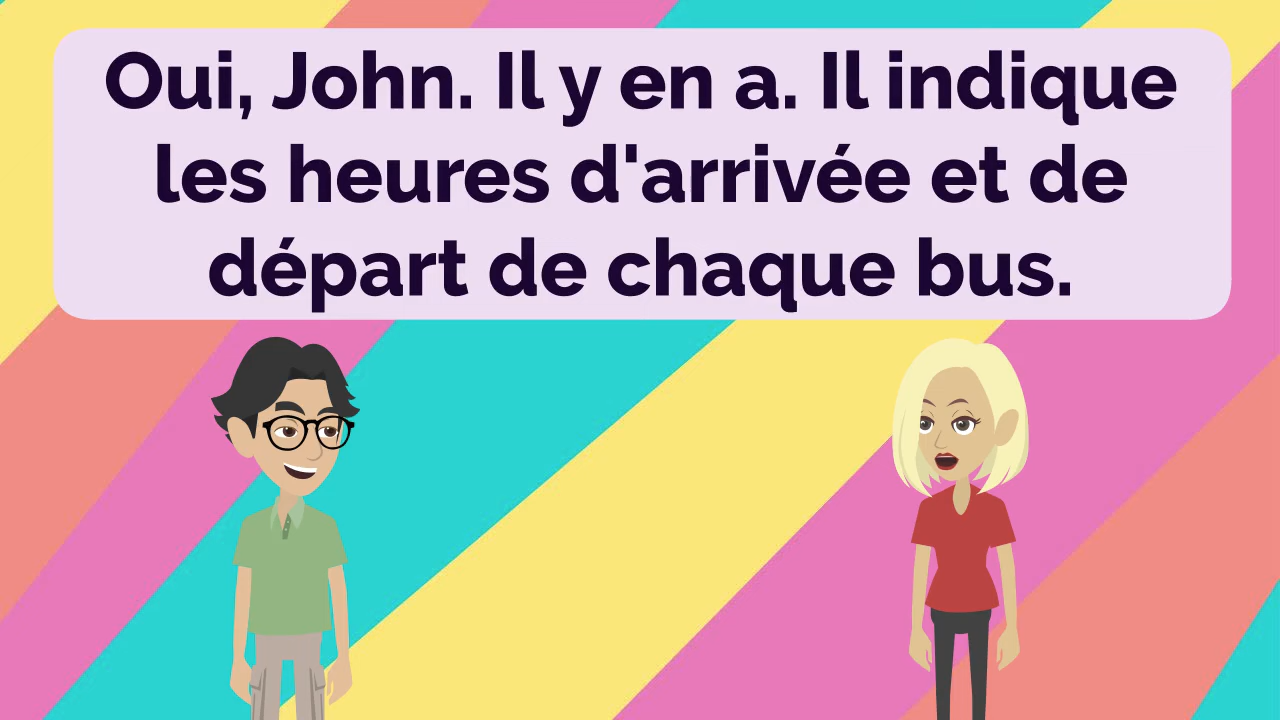 Oui, John. Il y en a. Il indique
les heures d'arrivée et de
départ de chaque bus.